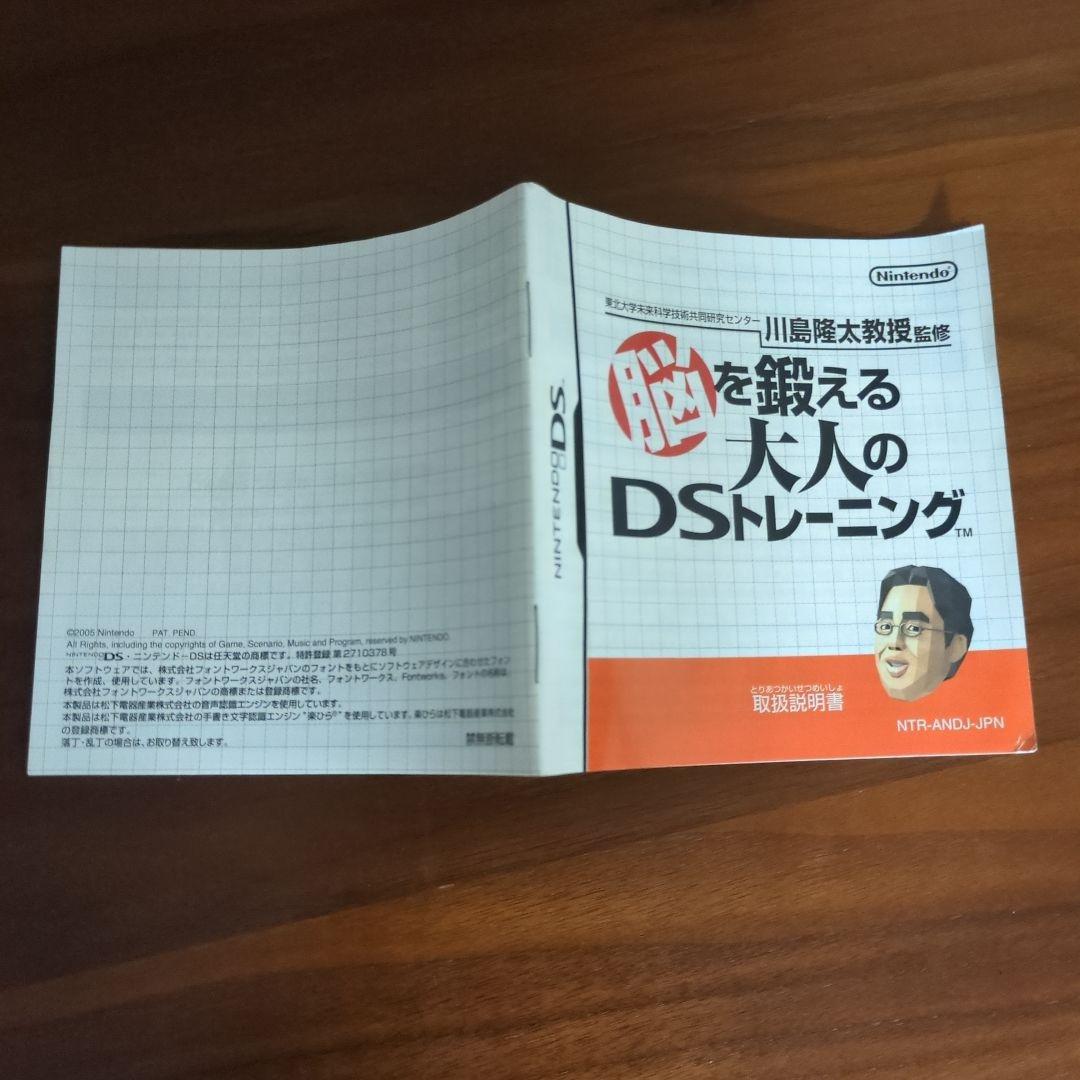 ©2005 Nintendo PAT. PEND.
All Rights, including the copyrights of Game, Scenario, Music and Program, reserved by NINTENDO.
NINTENDO DS・ニンテンドーDSは任天堂の商標です。特許登録 第2710378号
本ソフトウェアでは、株式会社フォントワークスジャパンのフォントをもとにソフトウェアデザインに合わせたフォン
トを作成、使用しています。フォントワークスジャパンの社名、フォントワークス、Fontworks、フォントの名称は、
株式会社フォントワークスジャパンの商標または登録商標です。
本製品は松下電器産業株式会社の音声認識エンジンを使用しています。
本製品は松下電器産業株式会社の手書き文字認識エンジン"楽ひら®"を使用しています。楽ひらは松下電器産業株式会社
の登録商標です。
落丁・乱丁の場合は、お取り替え致します。
禁無断転載
NINTENDO DS™
Nintendo®
東北大学未来科学技術共同研究センター
川島隆太教授監修
脳を鍛える
大人の
DSトレーニング™
とりあつかいせつめいしょ
取扱説明書
NTR-ANDJ-JPN